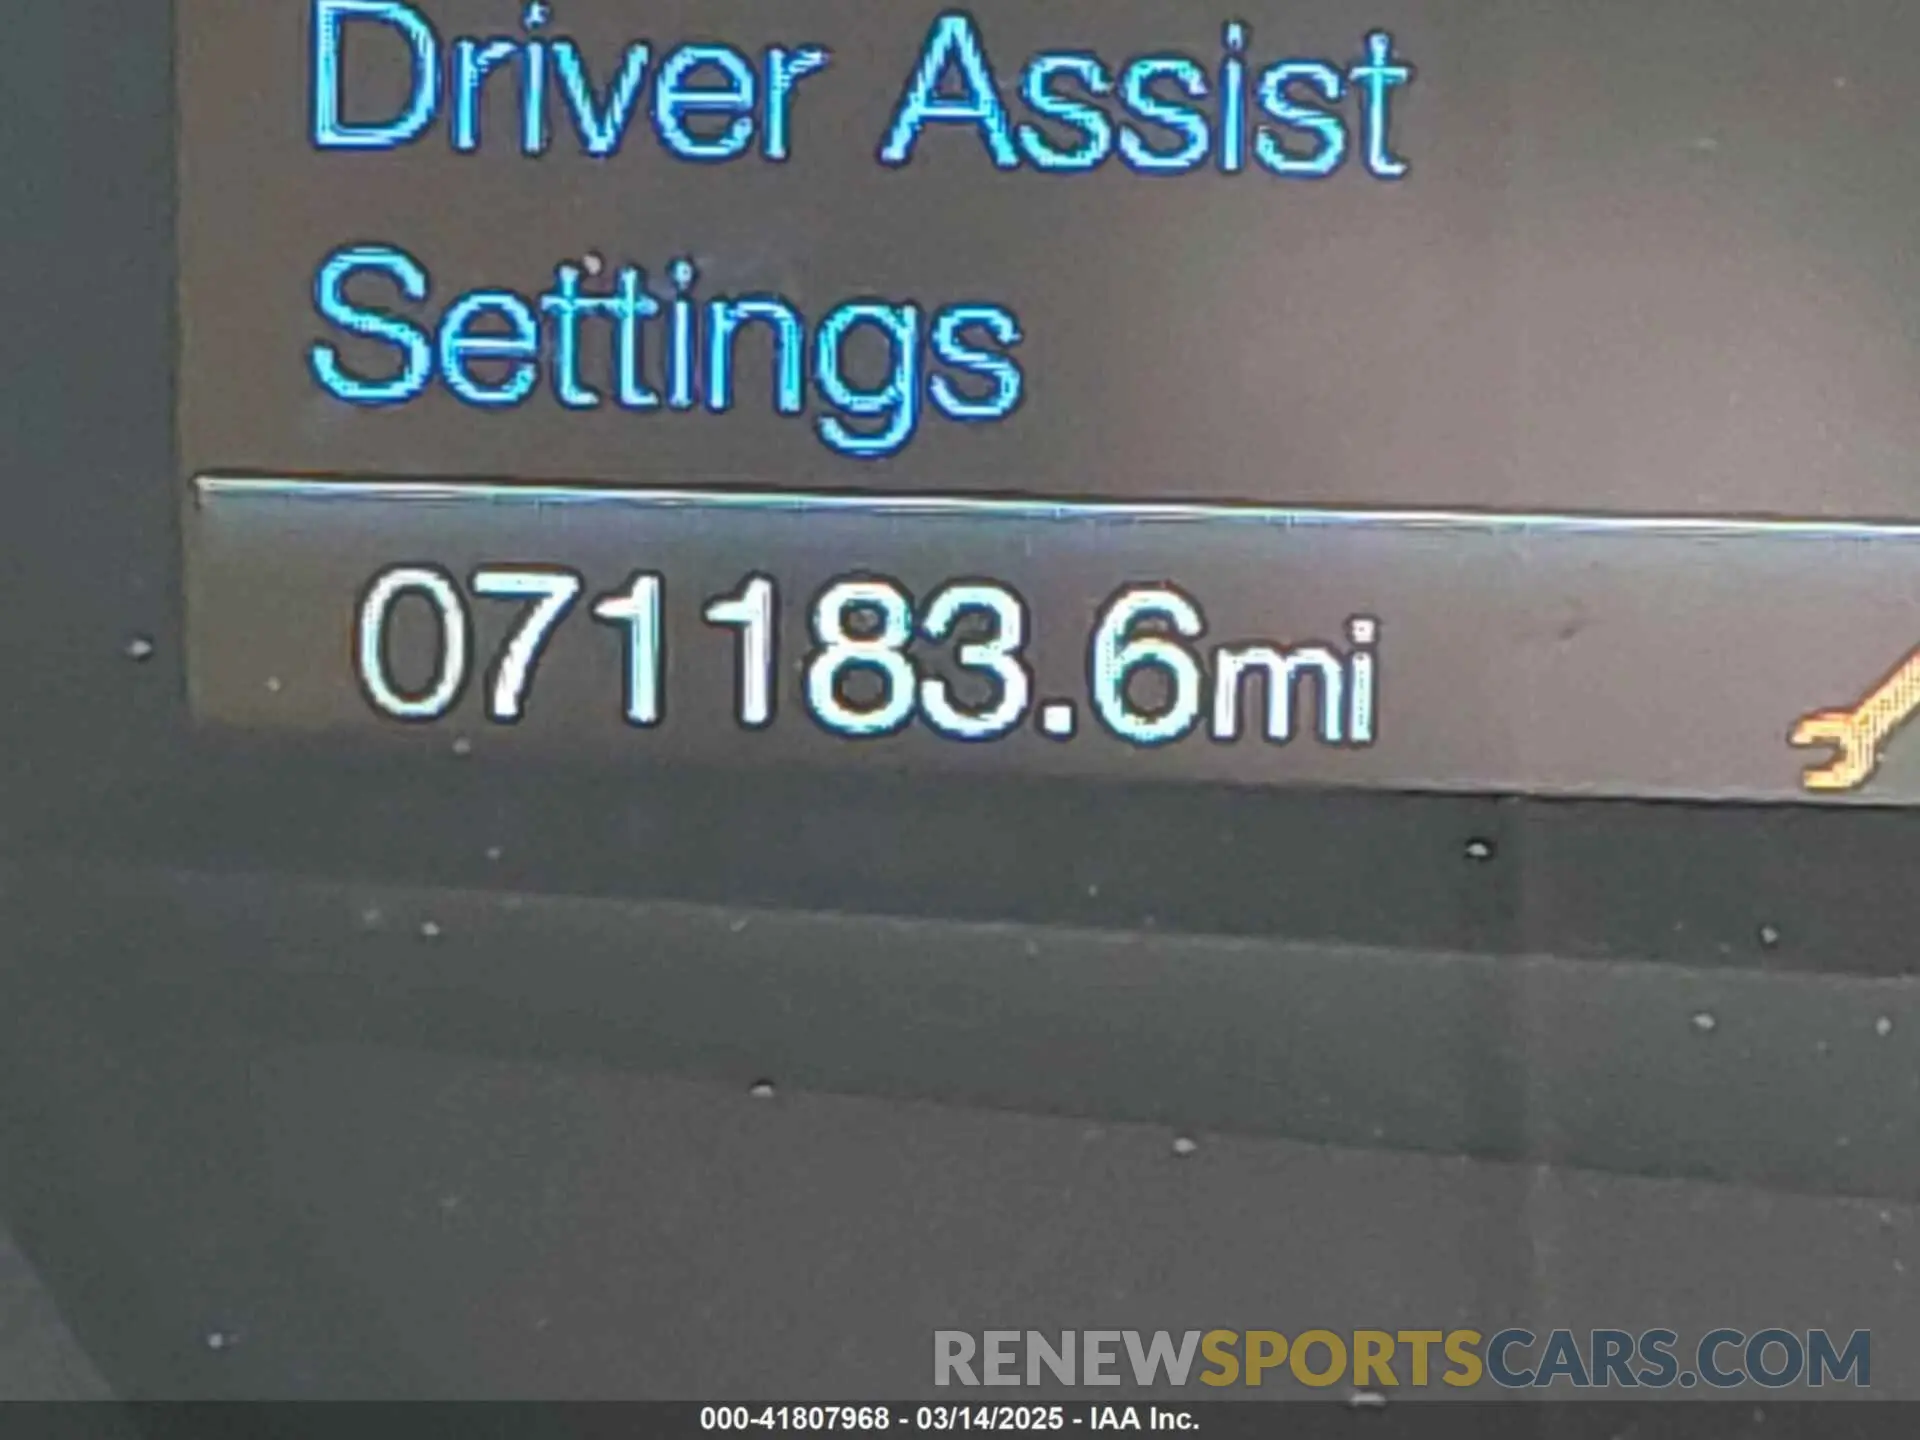 Driver Assist
Settings
071183.6mi
RENEWSPORTSCARS.COM
000-41807968 - 03/14/2025 - IAA Inc.